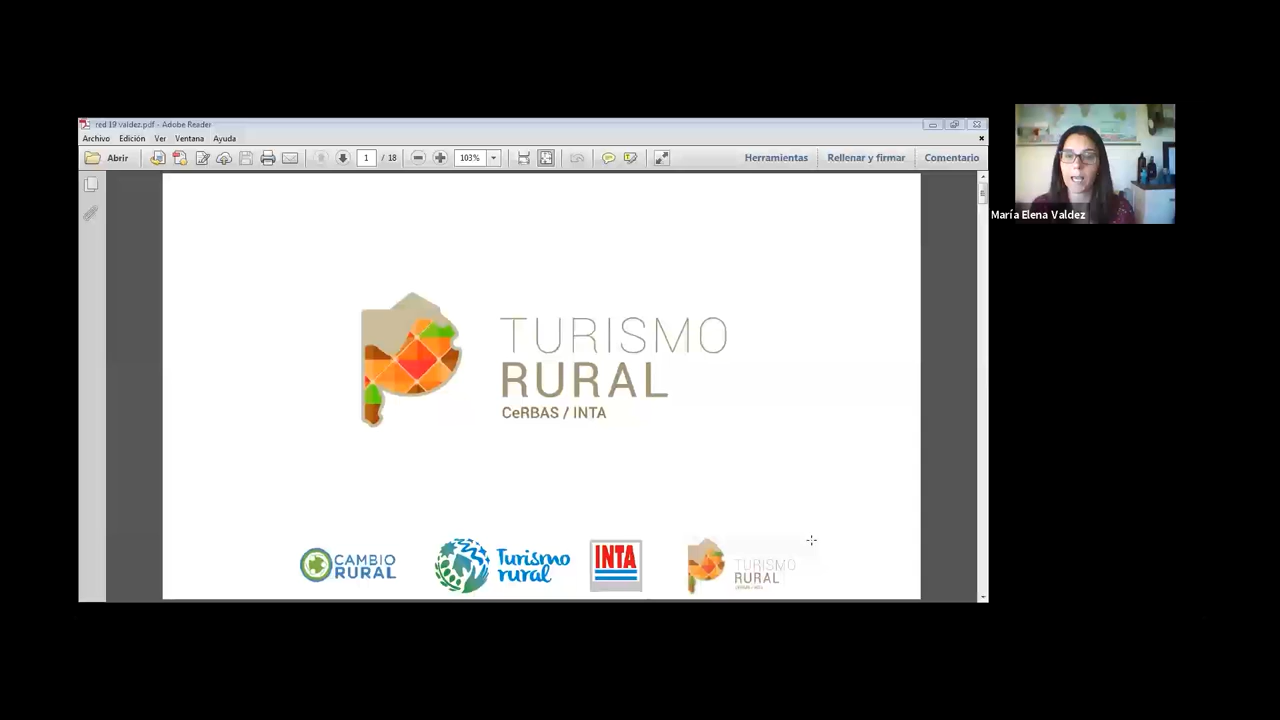 red 19 valdez.pdf - Adobe Reader
Archivo Edición Ver Ventana Ayuda
Abrir 1 / 18 103% Herramientas Rellenar y firmar Comentario
María Elena Valdez
TURISMO
RURAL
CeRBAS / INTA
CAMBIO
RURAL
Turismo
rural
INTA
TURISMO
RURAL